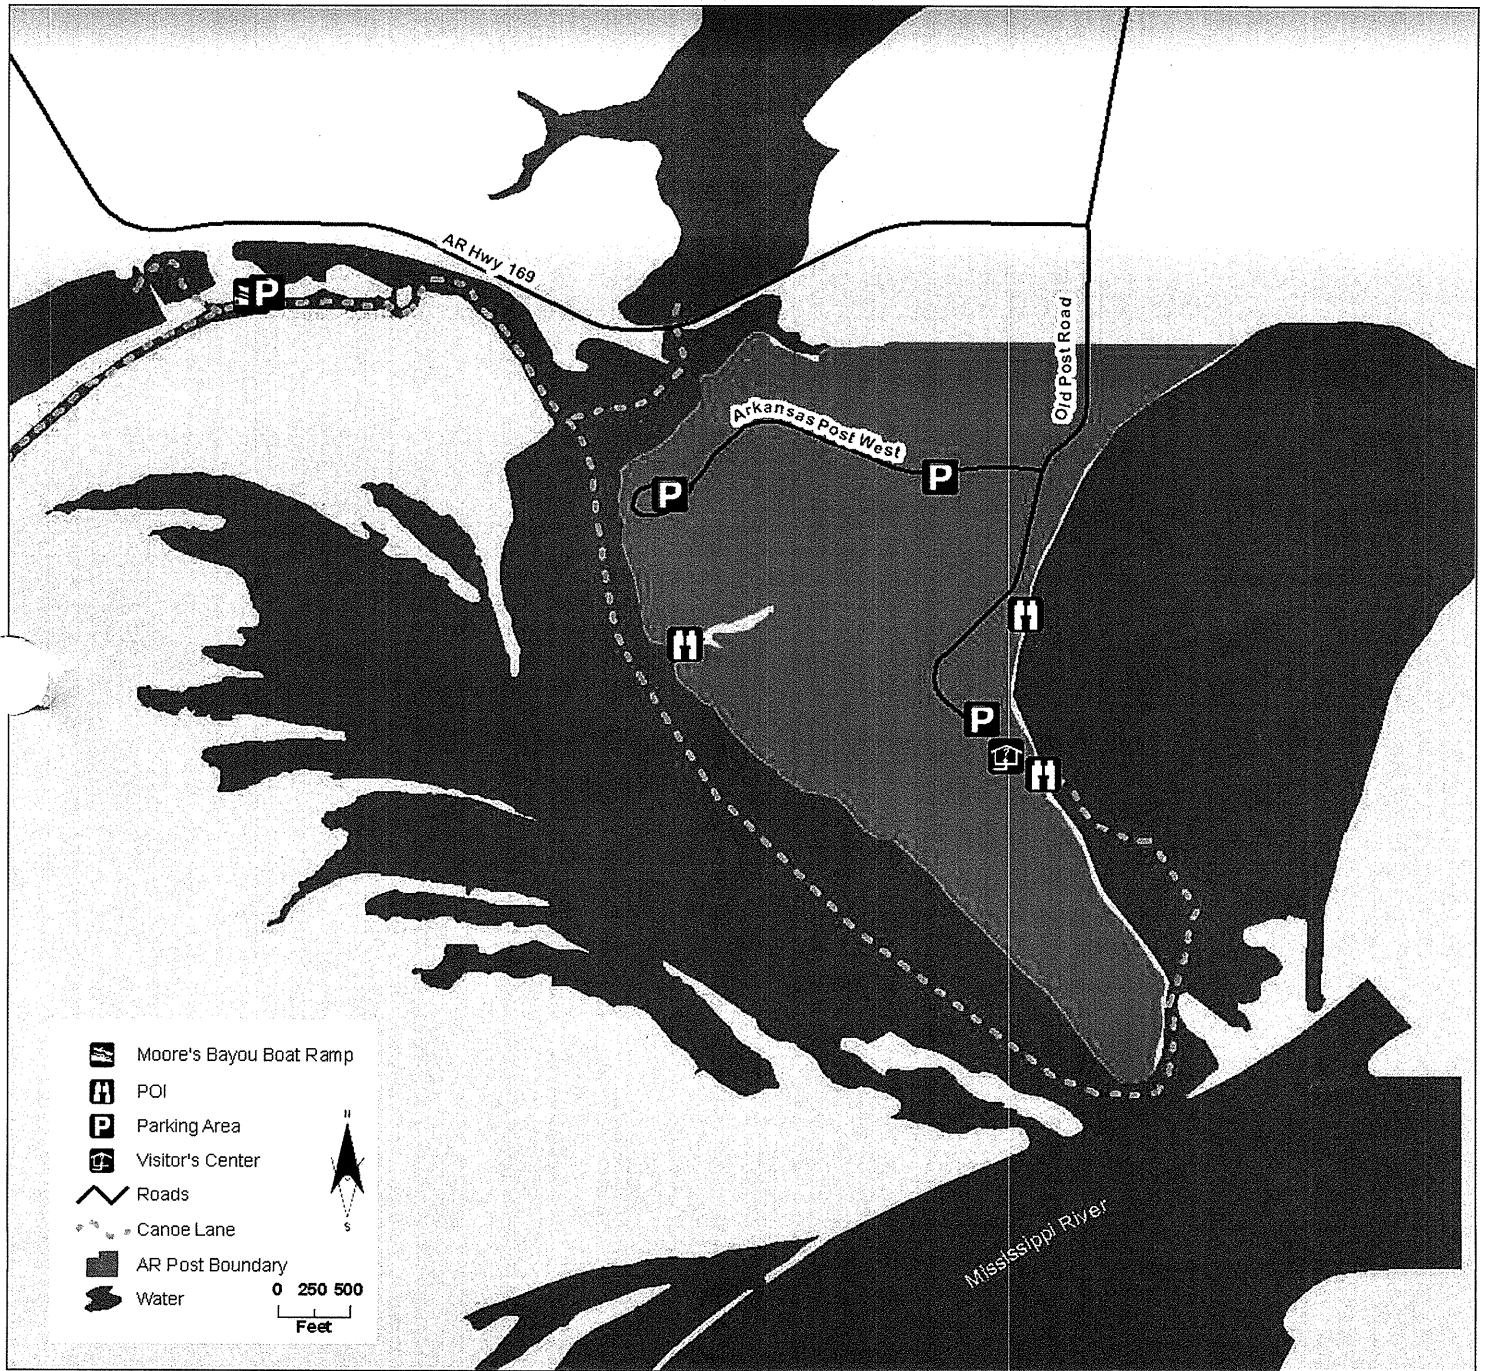 AR Hwy 169
Old Post Road
Arkansas Post West
P
P
P
P
Mississippi River
Moore's Bayou Boat Ramp
POI
P Parking Area
Visitor's Center
Roads
Canoe Lane
AR Post Boundary
Water
N
S
0 250 500
Feet